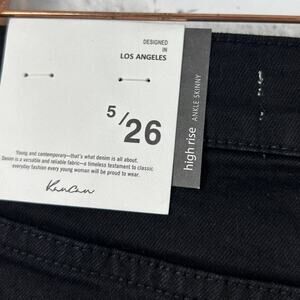 DESIGNED
IN
LOS ANGELES
5/26
Young and contemporary—that's what denim is all about.
Denim is a versatile and reliable fabric—a timeless testament to classic
everyday fashion every young woman will be proud to wear.
KanCan
high rise
ANKLE SKINNY